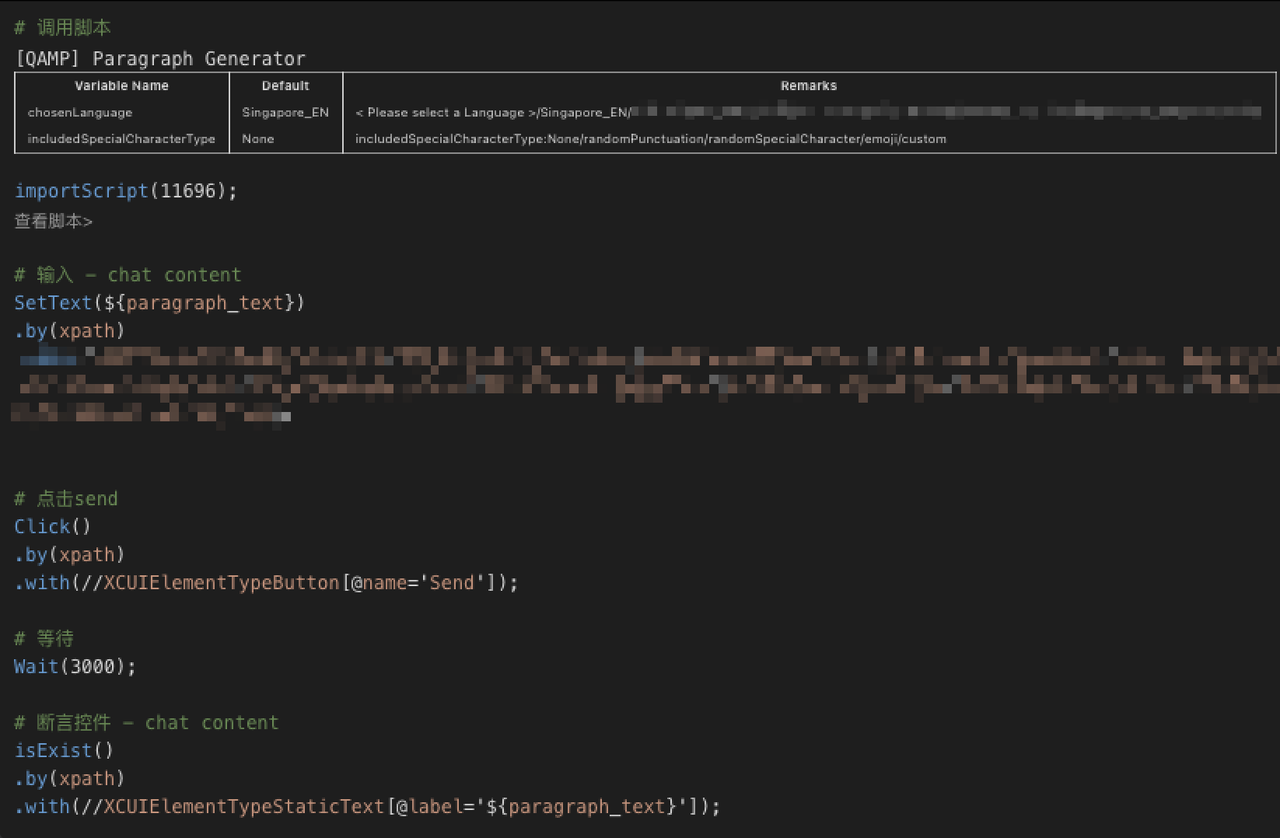 # 调用脚本
[QAMP] Paragraph Generator
Variable Name Default Remarks
chosenLanguage Singapore_EN < Please select a Language >/Singapore_EN/
includedSpecialCharacterType None includedSpecialCharacterType:None/randomPunctuation/randomSpecialCharacter/emoji/custom
importScript(11696);
查看脚本>
# 输入 – chat content
SetText(${paragraph_text})
.by(xpath)
# 点击send
Click()
.by(xpath)
.with(//XCUIElementTypeButton[@name='Send']);
# 等待
Wait(3000);
# 断言控件 – chat content
isExist()
.by(xpath)
.with(//XCUIElementTypeStaticText[@label='${paragraph_text}']);